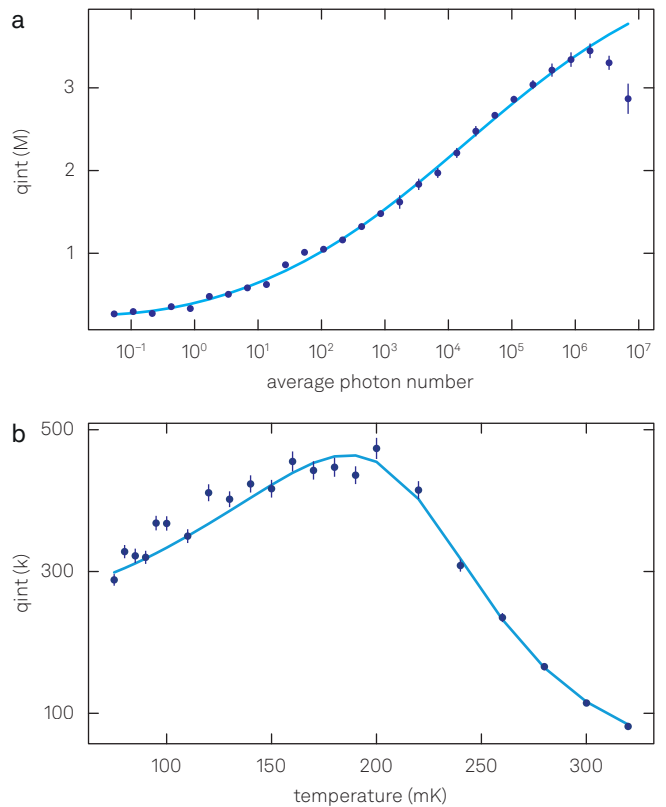 a
3
2
1
qint (M)
10⁻¹ 10⁰ 10¹ 10² 10³ 10⁴ 10⁵ 10⁶ 10⁷
average photon number
b
500
300
100
qint (k)
100 150 200 250 300
temperature (mK)